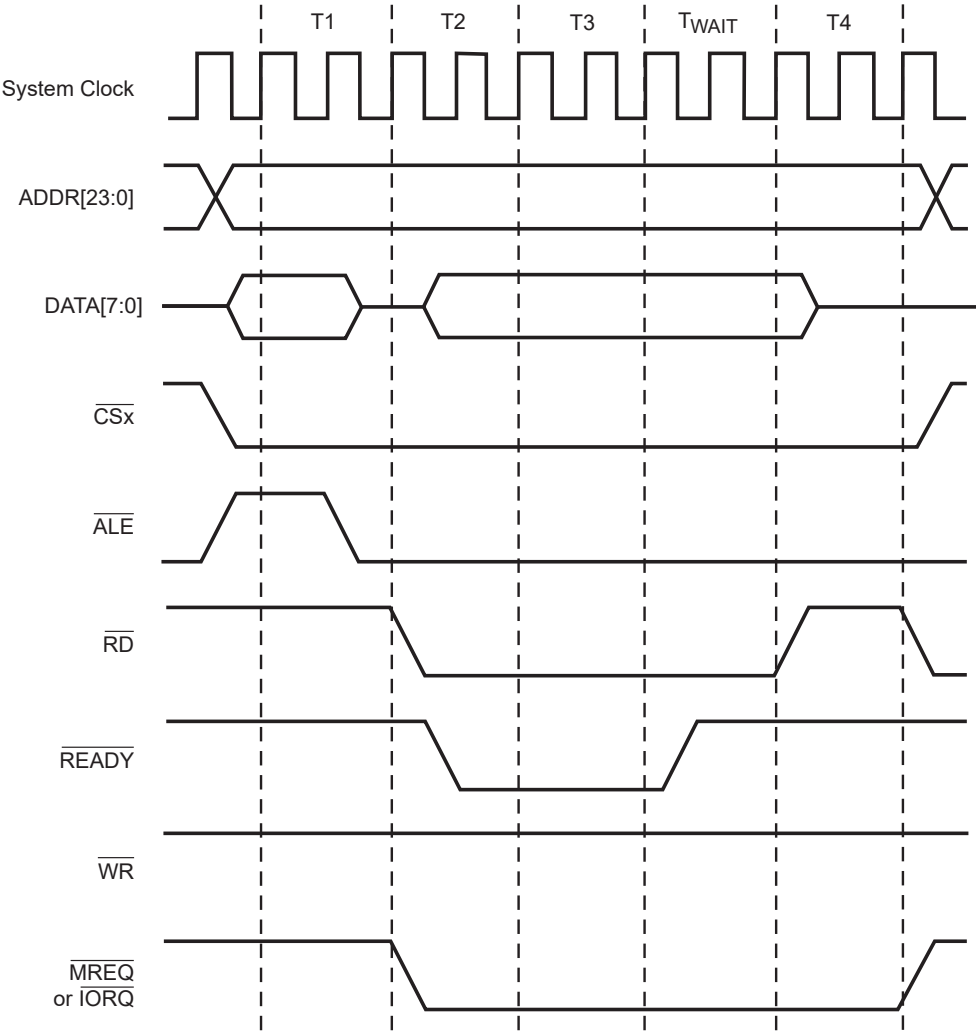 T1 T2 T3 TWAIT T4
System Clock
ADDR[23:0]
DATA[7:0]
CSx
ALE
RD
READY
WR
MREQ
or IORQ